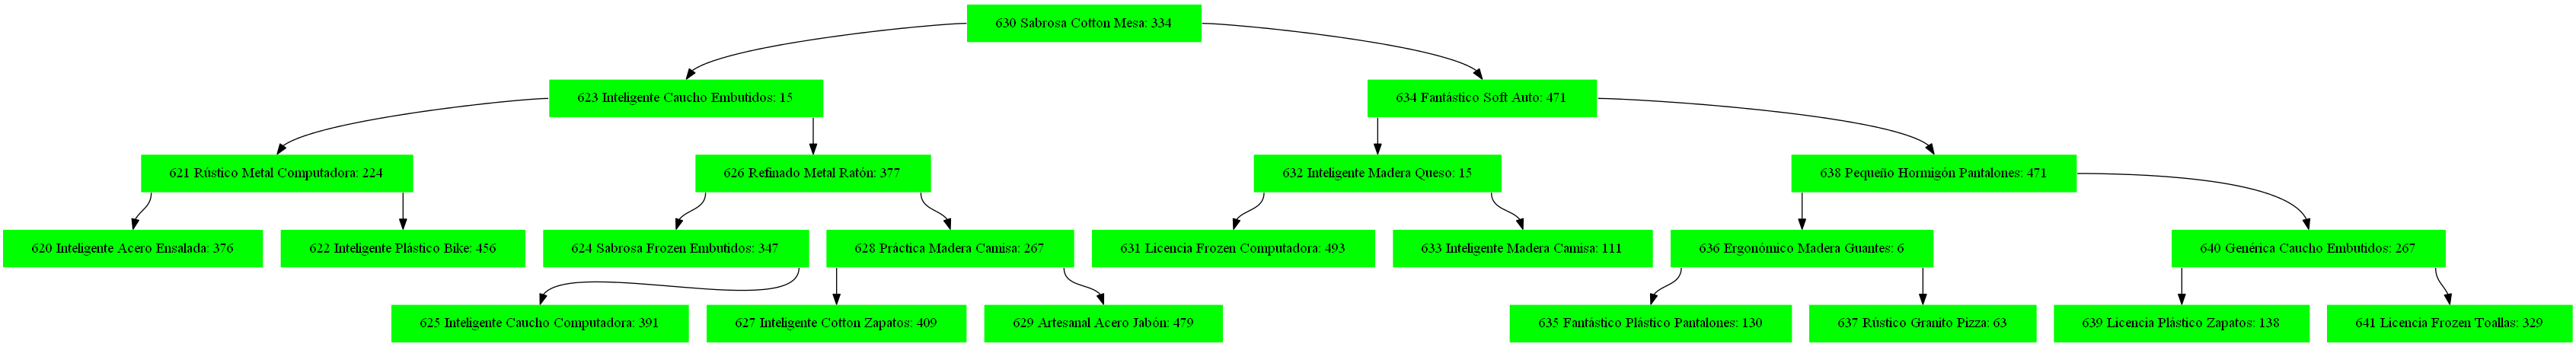 630 Sabrosa Cotton Mesa: 334
623 Inteligente Caucho Embutidos: 15
634 Fantástico Soft Auto: 471
621 Rústico Metal Computadora: 224
626 Refinado Metal Ratón: 377
632 Inteligente Madera Queso: 15
638 Pequeño Hormigón Pantalones: 471
620 Inteligente Acero Ensalada: 376
622 Inteligente Plástico Bike: 456
624 Sabrosa Frozen Embutidos: 347
628 Práctica Madera Camisa: 267
631 Licencia Frozen Computadora: 493
633 Inteligente Madera Camisa: 111
636 Ergonómico Madera Guantes: 6
640 Genérica Caucho Embutidos: 267
625 Inteligente Caucho Computadora: 391
627 Inteligente Cotton Zapatos: 409
629 Artesanal Acero Jabón: 479
635 Fantástico Plástico Pantalones: 130
637 Rústico Granito Pizza: 63
639 Licencia Plástico Zapatos: 138
641 Licencia Frozen Toallas: 329